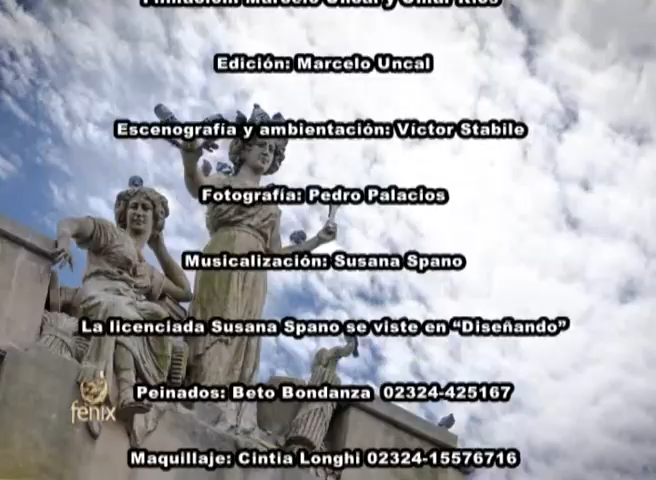 Edición: Marcelo Uncal
Escenografía y ambientación: Víctor Stabile
Fotografía: Pedro Palacios
Musicalización: Susana Spano
La licenciada Susana Spano se viste en “Diseñando”
Peinados: Beto Bondanza 02324-425167
fenix
Maquillaje: Cintia Longhi 02324-15576716